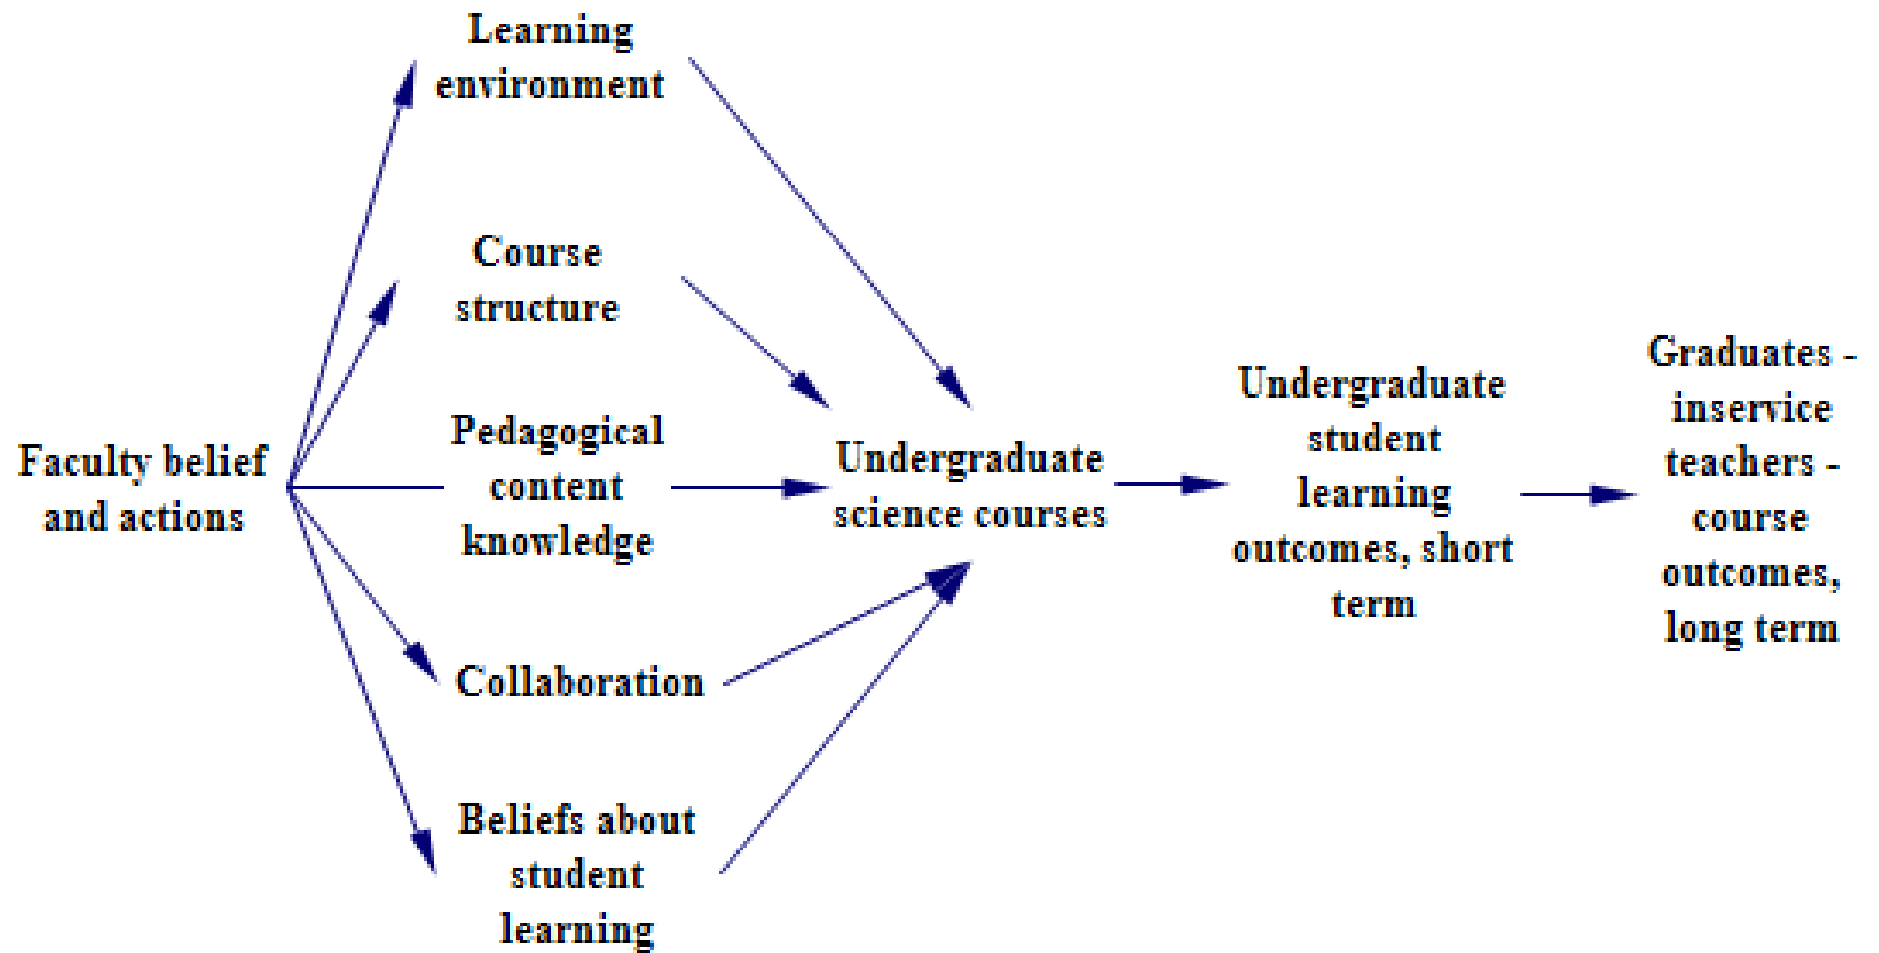 Learning
environment
Course
structure
Faculty belief
and actions
Pedagogical
content
knowledge
Collaboration
Beliefs about
student
learning
Undergraduate
science courses
Undergraduate
student
learning
outcomes, short
term
Graduates -
inservice
teachers -
course
outcomes,
long term